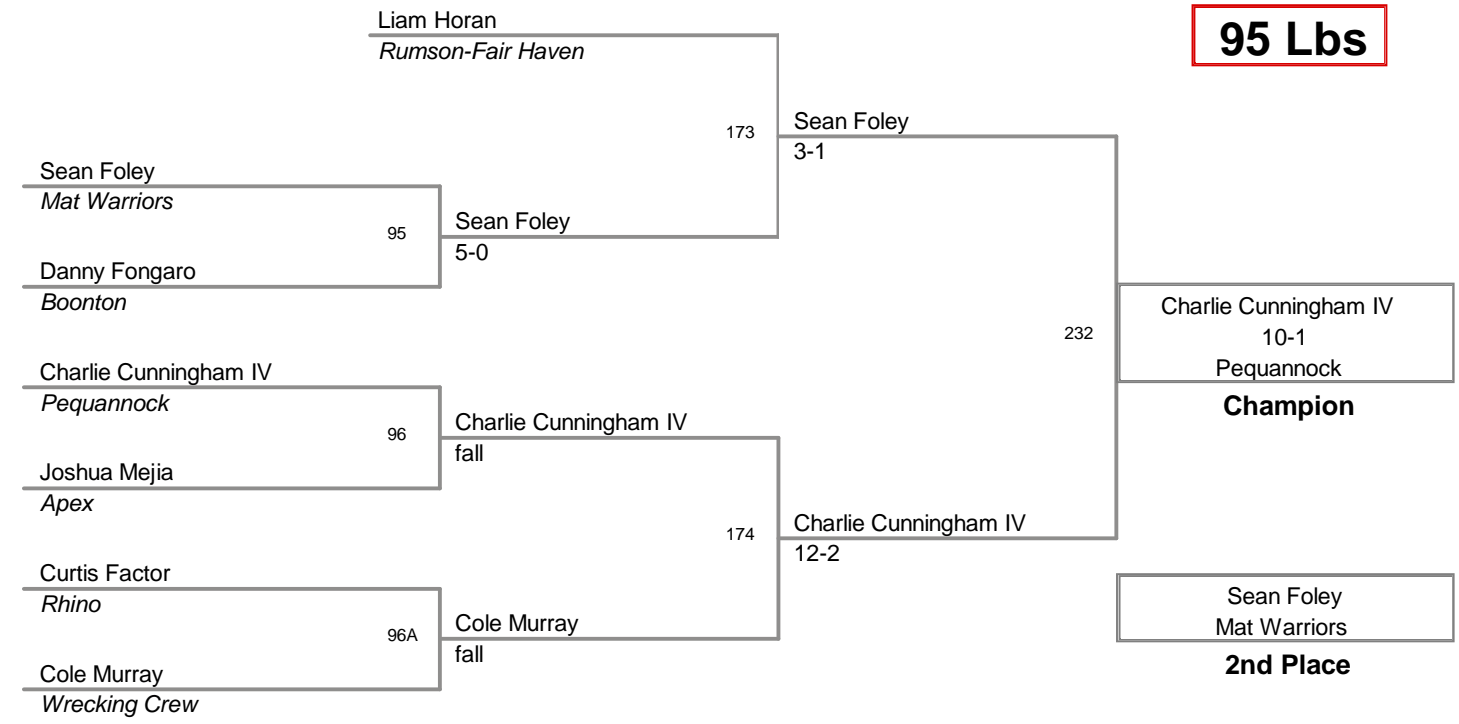 Liam Horan
Rumson-Fair Haven
95 Lbs
173
Sean Foley
3-1
Sean Foley
Mat Warriors
95
Sean Foley
5-0
Danny Fongaro
Boonton
232
Charlie Cunningham IV
10-1
Pequannock
Champion
Charlie Cunningham IV
Pequannock
96
Charlie Cunningham IV
fall
Joshua Mejia
Apex
174
Charlie Cunningham IV
12-2
Curtis Factor
Rhino
96A
Cole Murray
fall
Cole Murray
Wrecking Crew
Sean Foley
Mat Warriors
2nd Place